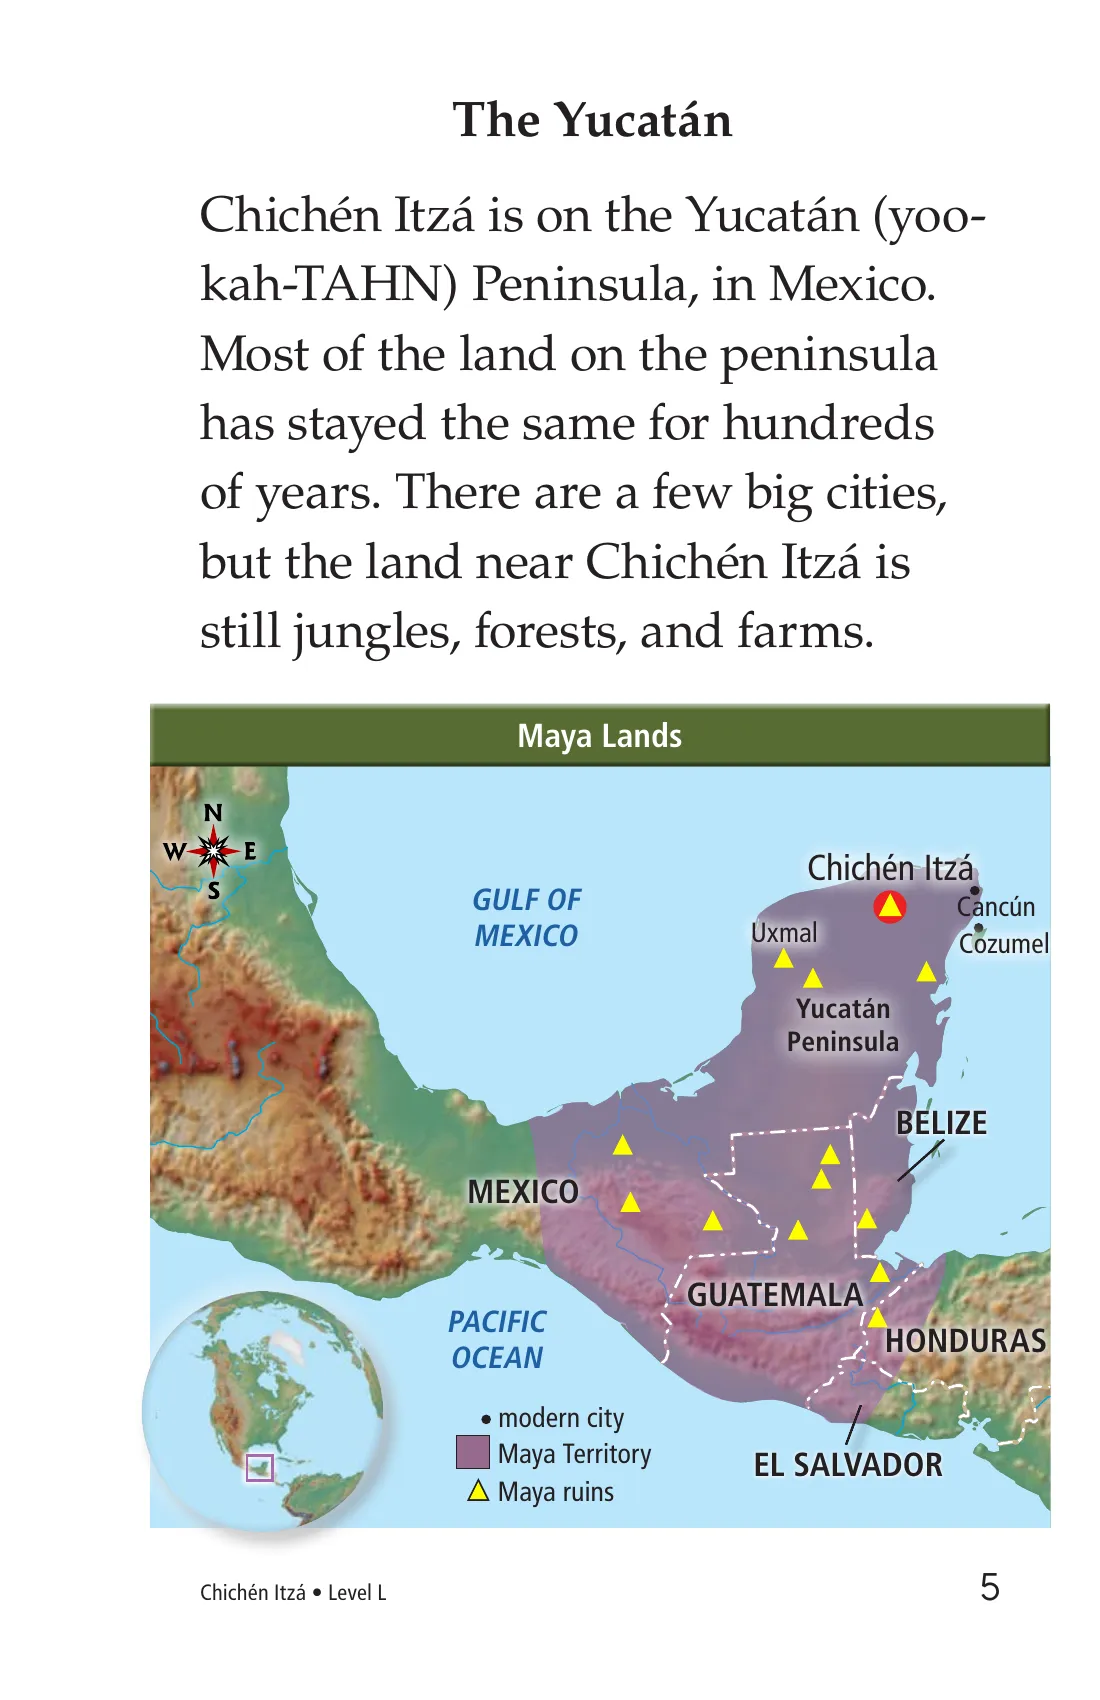 The Yucatán
Chichén Itzá is on the Yucatán (yoo-
kah-TAHN) Peninsula, in Mexico.
Most of the land on the peninsula
has stayed the same for hundreds
of years. There are a few big cities,
but the land near Chichén Itzá is
still jungles, forests, and farms.
Maya Lands
N
W E
S
GULF OF
MEXICO
Chichén Itzá
Cancún
Cozumel
Uxmal
Yucatán
Peninsula
BELIZE
MEXICO
GUATEMALA
HONDURAS
PACIFIC
OCEAN
EL SALVADOR
modern city
Maya Territory
Maya ruins
Chichén Itzá • Level L
5